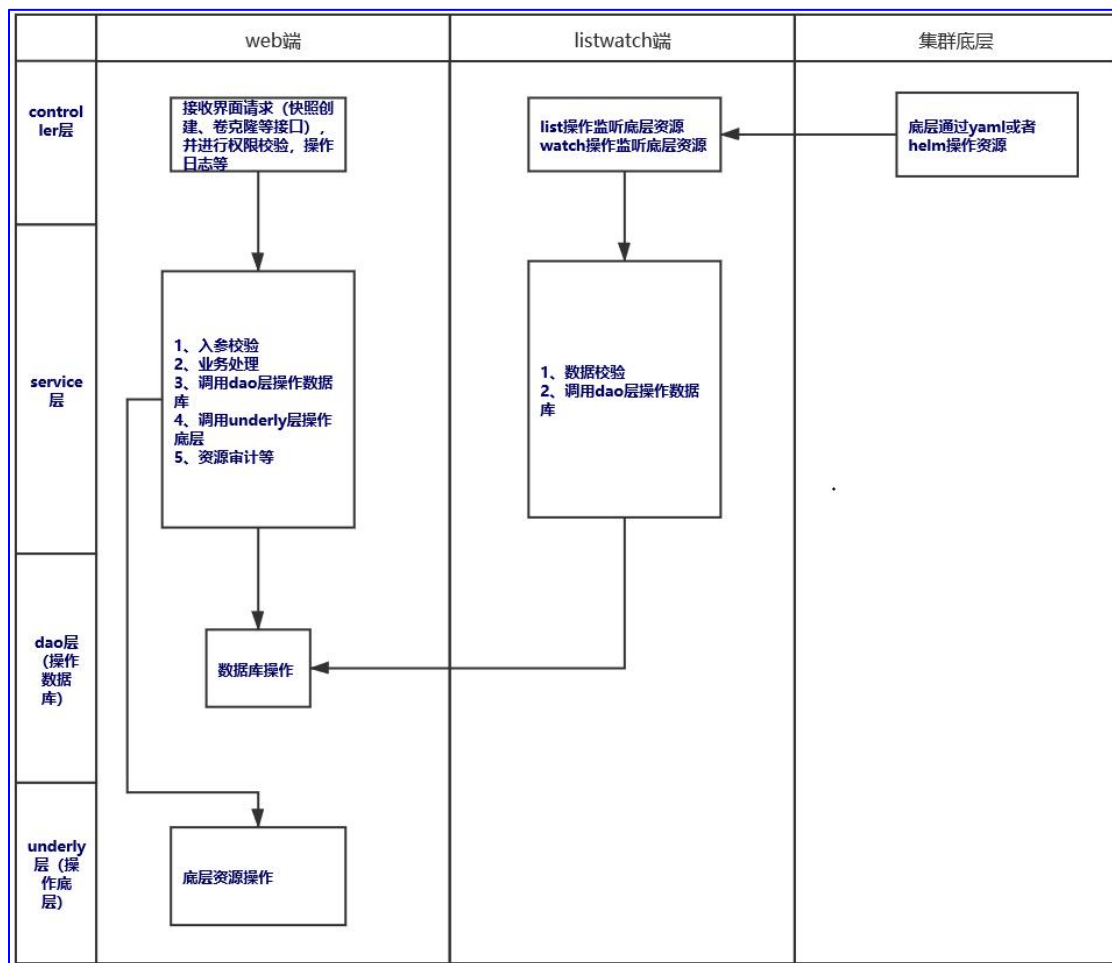 web端
listwatch端
集群底层
control
ler层
接收界面请求（快照创
建、卷克隆等接口），
并进行权限校验，操作
日志等
list操作监听底层资源
watch操作监听底层资源
底层通过yaml或者
helm操作资源
service
层
1、入参校验
2、业务处理
3、调用dao层操作数据
库
4、调用underly层操作
底层
5、资源审计等
1、数据校验
2、调用dao层操作数据
库
dao层
（操作
数据
库）
数据库操作
underly
层（操
作底
层）
底层资源操作